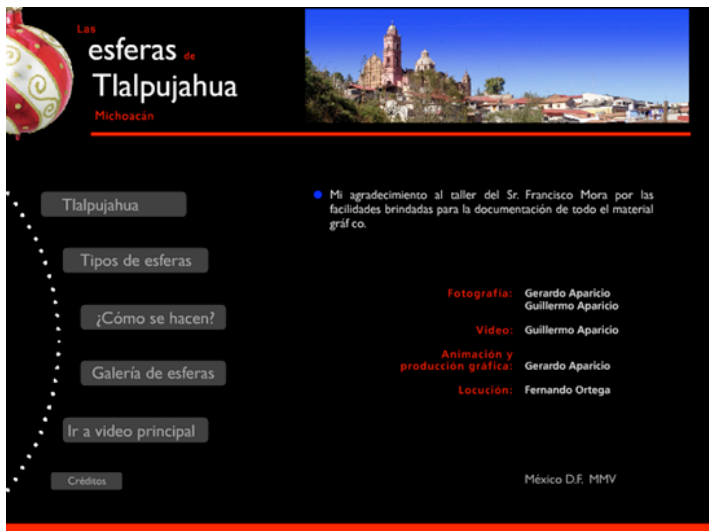 Las
esferas de
Tlalpujahua
Michoacán
Tlalpujahua
Tipos de esferas
¿Cómo se hacen?
Galería de esferas
Ir a video principal
Créditos
Mi agradecimiento al taller del Sr. Francisco Mora por las
facilidades brindadas para la documentación de todo el material
gráf co.
Fotografía: Gerardo Aparicio
Guillermo Aparicio
Video: Guillermo Aparicio
Animación y
producción gráfica: Gerardo Aparicio
Locución: Fernando Ortega
México D.F. MMV